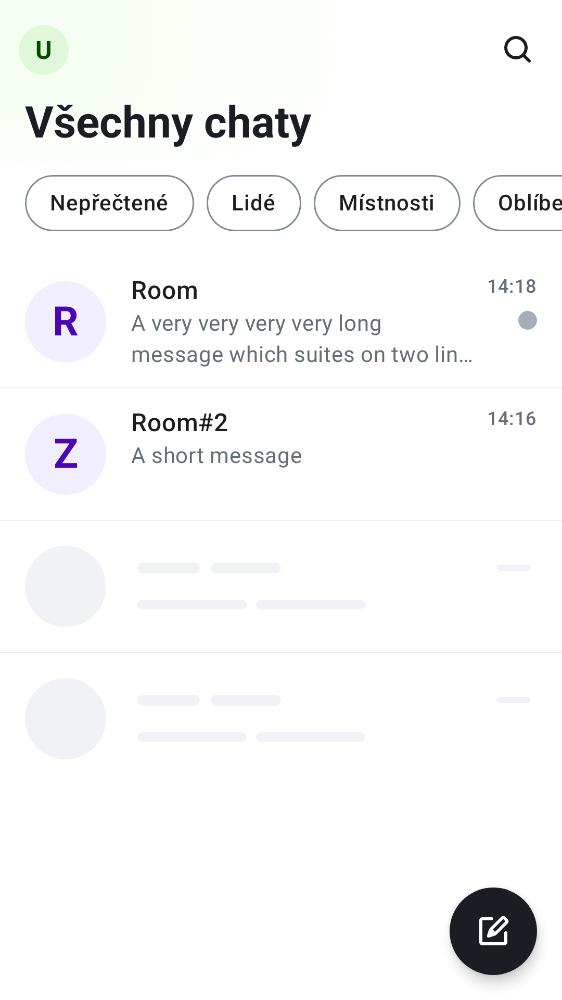 U
Všechny chaty
Nepřečtené Lidé Místnosti Oblíbe
R
Room
14:18
A very very very very long
message which suites on two lin…
Z
Room#2
14:16
A short message